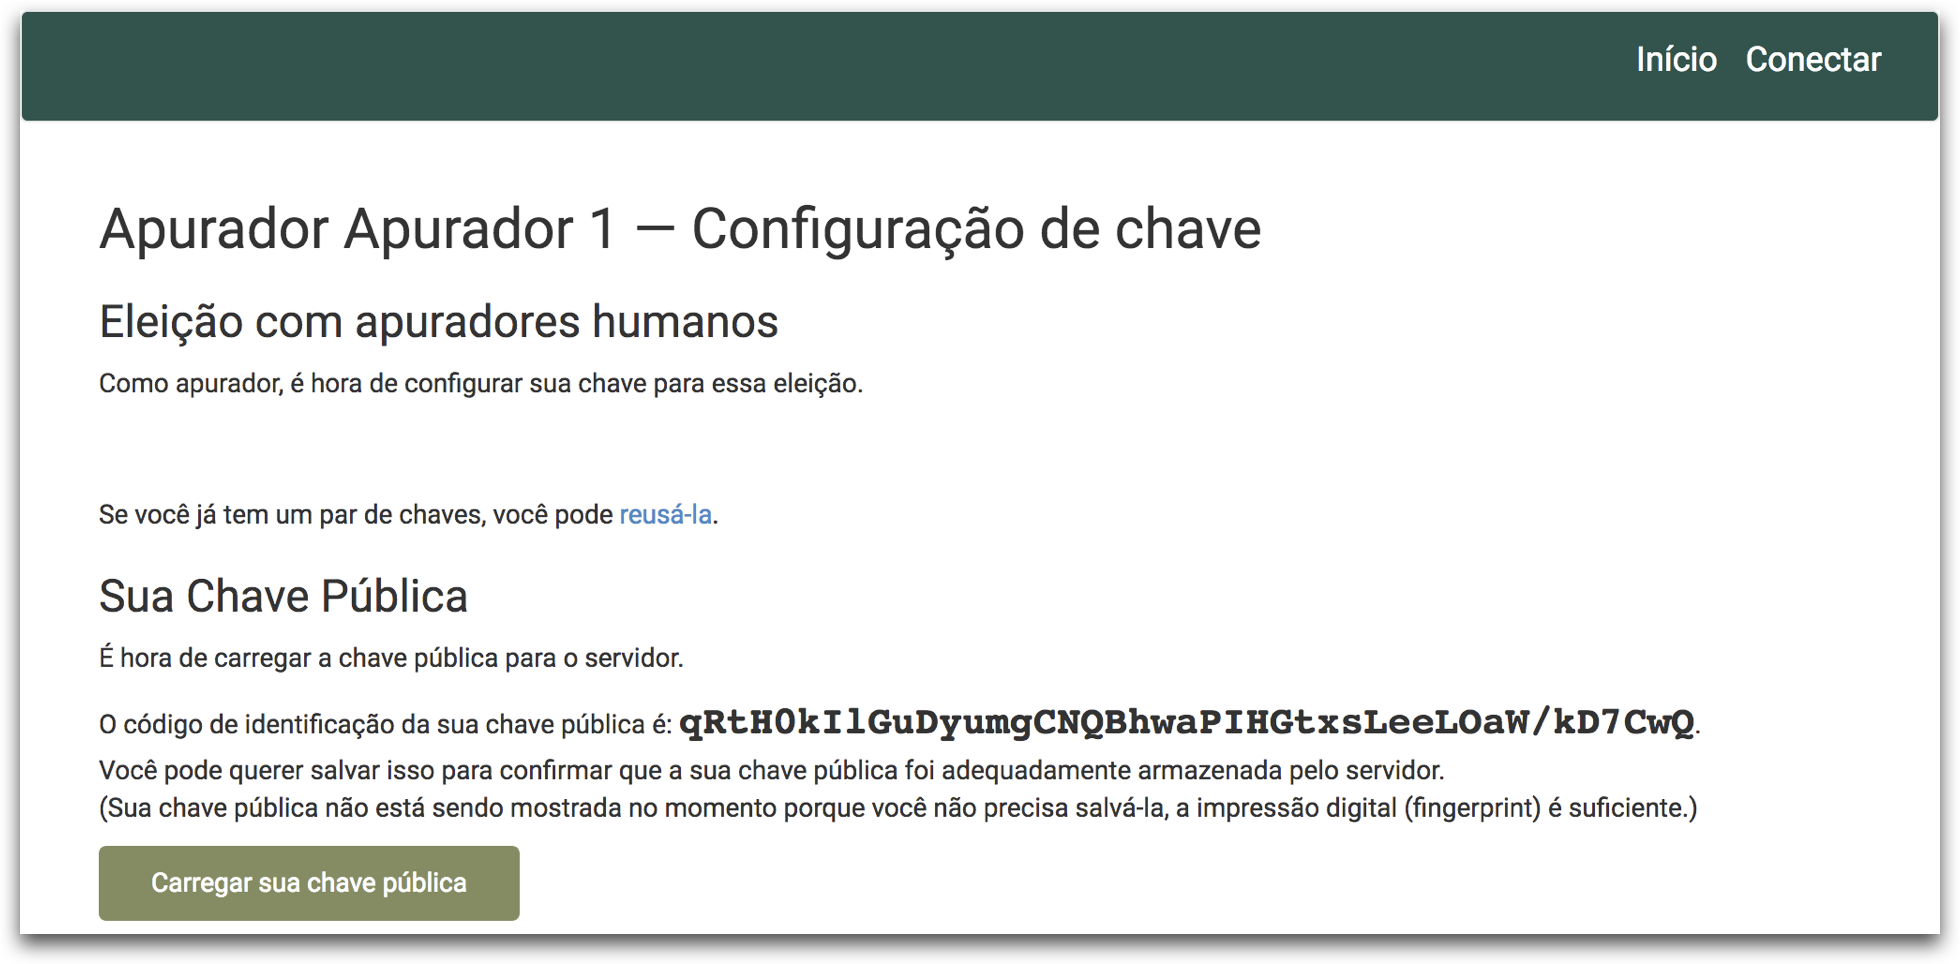 Início Conectar
Apurador Apurador 1 — Configuração de chave
Eleição com apuradores humanos
Como apurador, é hora de configurar sua chave para essa eleição.
Se você já tem um par de chaves, você pode reusá-la.
Sua Chave Pública
É hora de carregar a chave pública para o servidor.
O código de identificação da sua chave pública é: qRtH0kIlGuDyumgCNQBhwaPIHGtxsLeeLOaW/kD7CwQ.
Você pode querer salvar isso para confirmar que a sua chave pública foi adequadamente armazenada pelo servidor.
(Sua chave pública não está sendo mostrada no momento porque você não precisa salvá-la, a impressão digital (fingerprint) é suficiente.)
Carregar sua chave pública